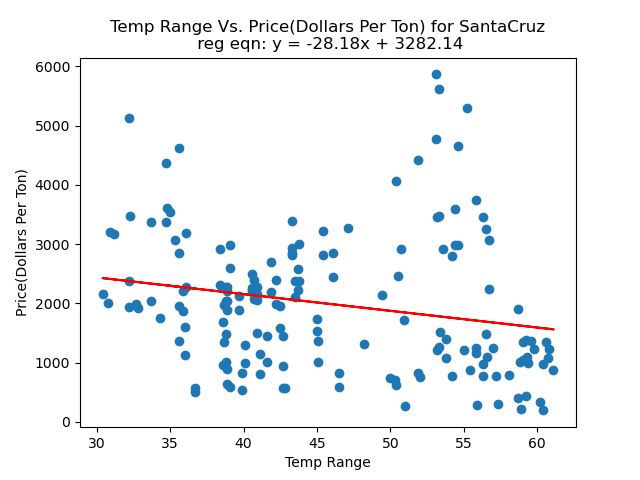 Temp Range Vs. Price(Dollars Per Ton) for SantaCruz
reg eqn: y = -28.18x + 3282.14
6000
5000
4000
3000
2000
1000
0
Price(Dollars Per Ton)
30 35 40 45 50 55 60
Temp Range